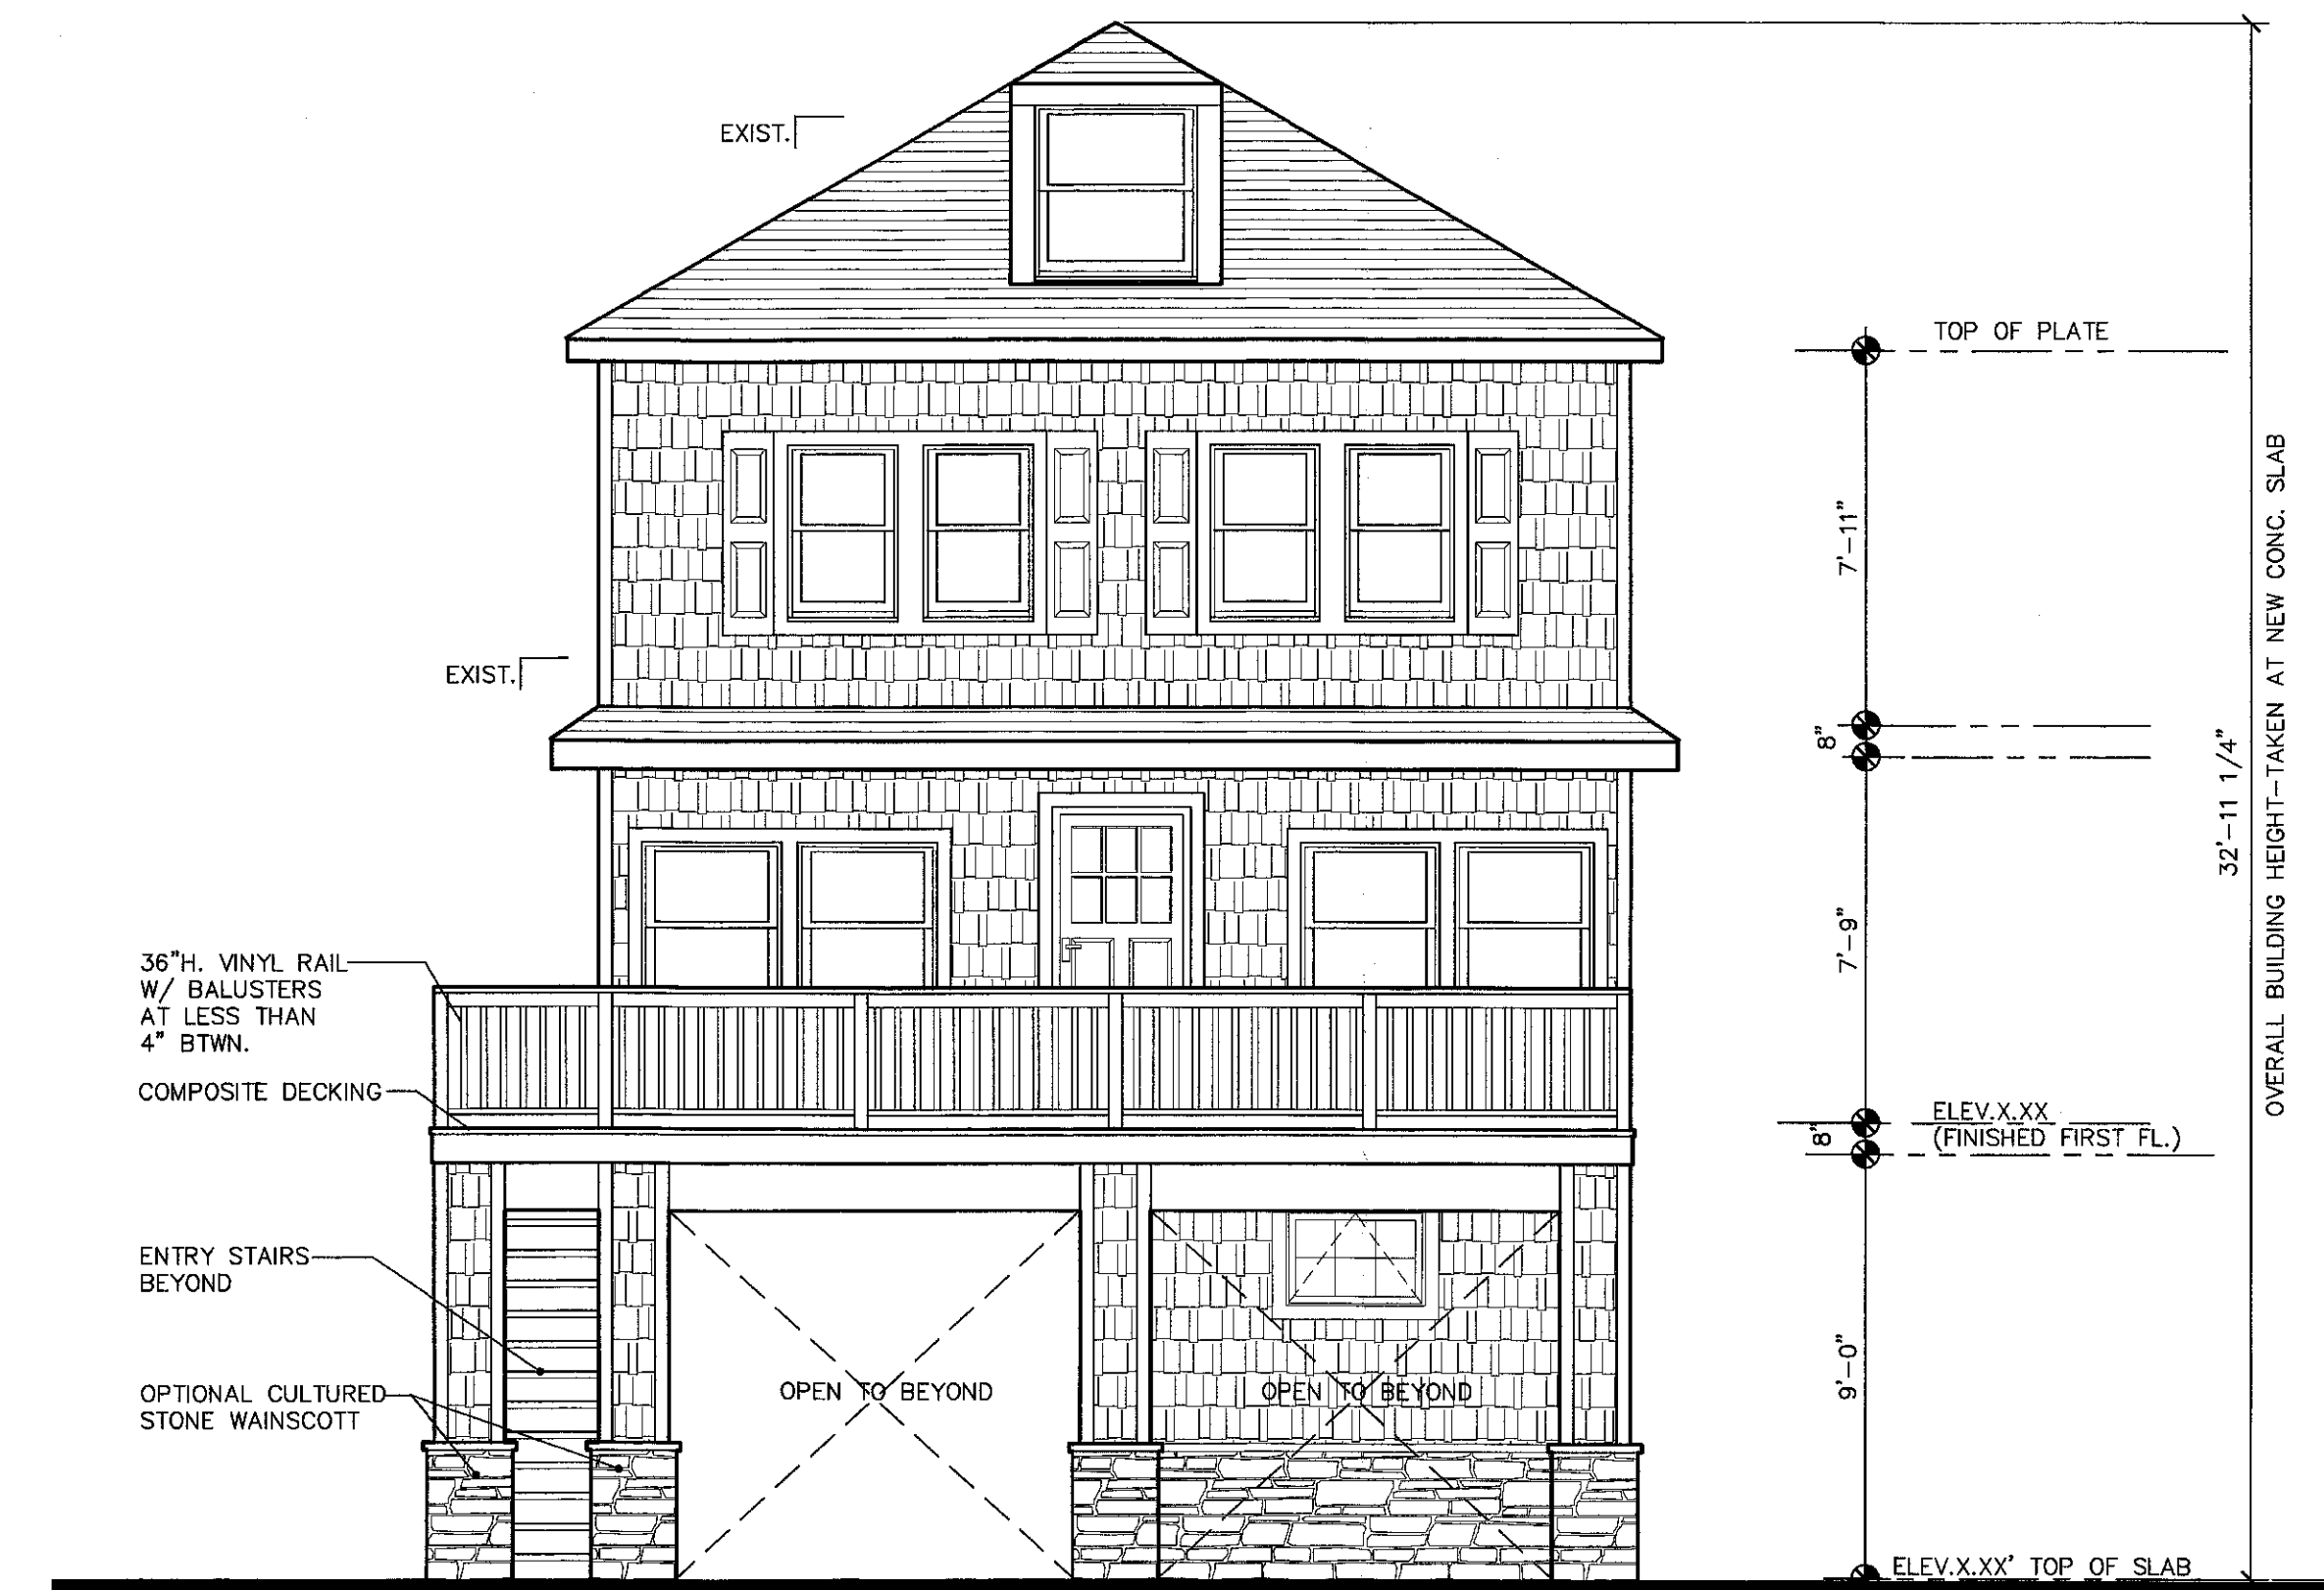 EXIST.
TOP OF PLATE
7'-11"
EXIST.
8"
32'-11 1/4"
OVERALL BUILDING HEIGHT-TAKEN AT NEW CONC. SLAB
7'-9"
36"H. VINYL RAIL
W/ BALUSTERS
AT LESS THAN
4" BTWN.
COMPOSITE DECKING
ELEV.X.XX
(FINISHED FIRST FL.)
8"
ENTRY STAIRS
BEYOND
OPEN TO BEYOND
OPEN TO BEYOND
9'-0"
OPTIONAL CULTURED
STONE WAINSCOTT
ELEV.X.XX' TOP OF SLAB